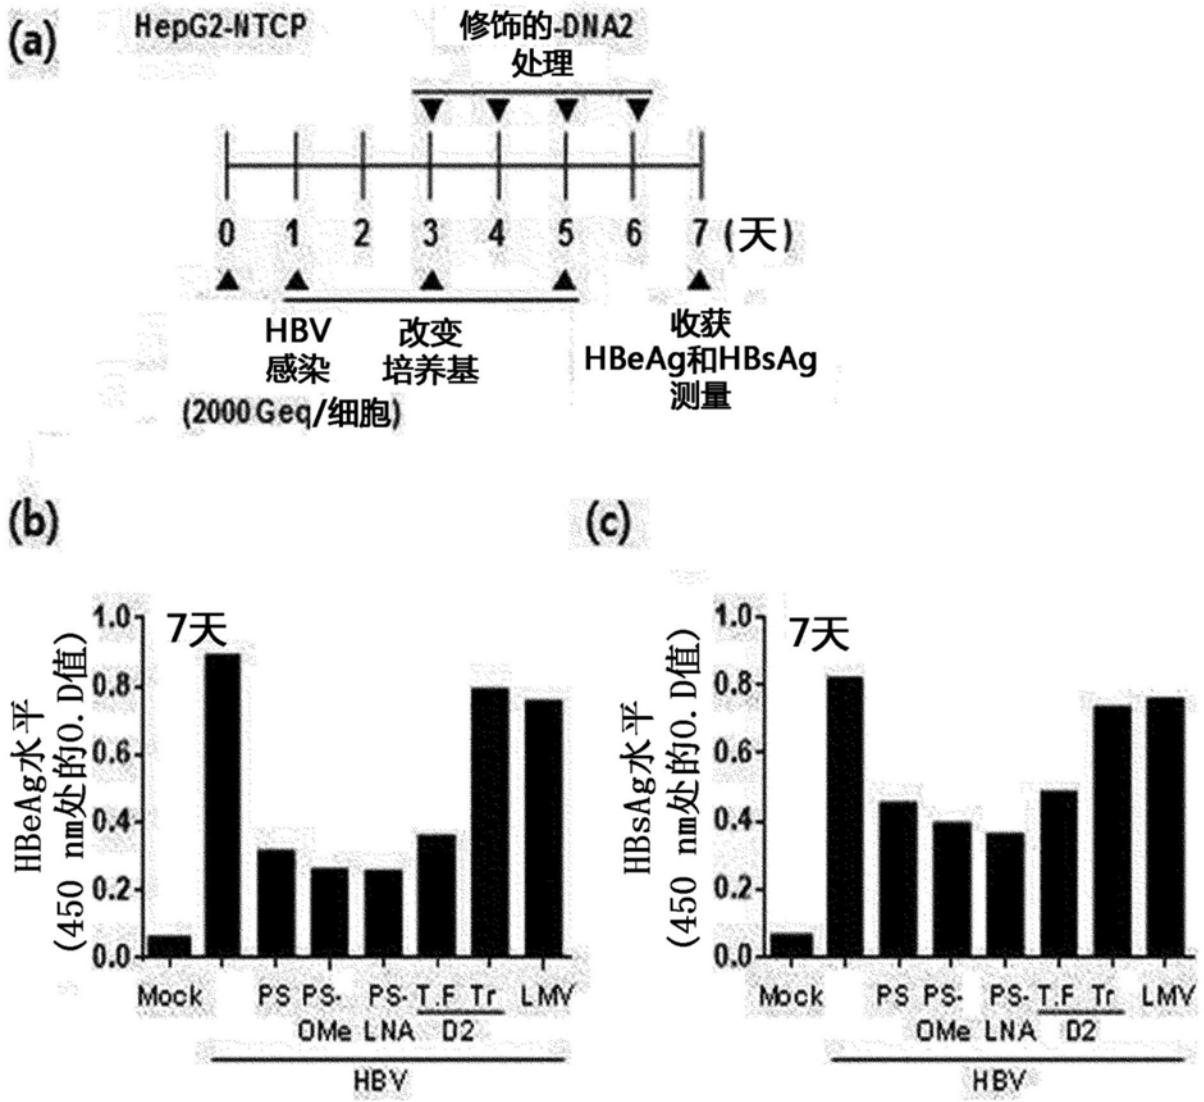 (a)
HepG2-NTCP
修饰的-DNA2
处理
0 1 2 3 4 5 6 7 (天)
HBV
感染
(2000 Geq/细胞)
改变
培养基
收获
HBeAg和HBsAg
测量
(b)
7天
HBeAg水平
(450 nm处的O.D值)
1.0
0.8
0.6
0.4
0.2
0.0
Mock PS PS- PS- T.F Tr LMV
OMe LNA D2
HBV
(c)
7天
HBsAg水平
(450 nm处的O.D值)
1.0
0.8
0.6
0.4
0.2
0.0
Mock PS PS- PS- T.F Tr LMV
OMe LNA D2
HBV